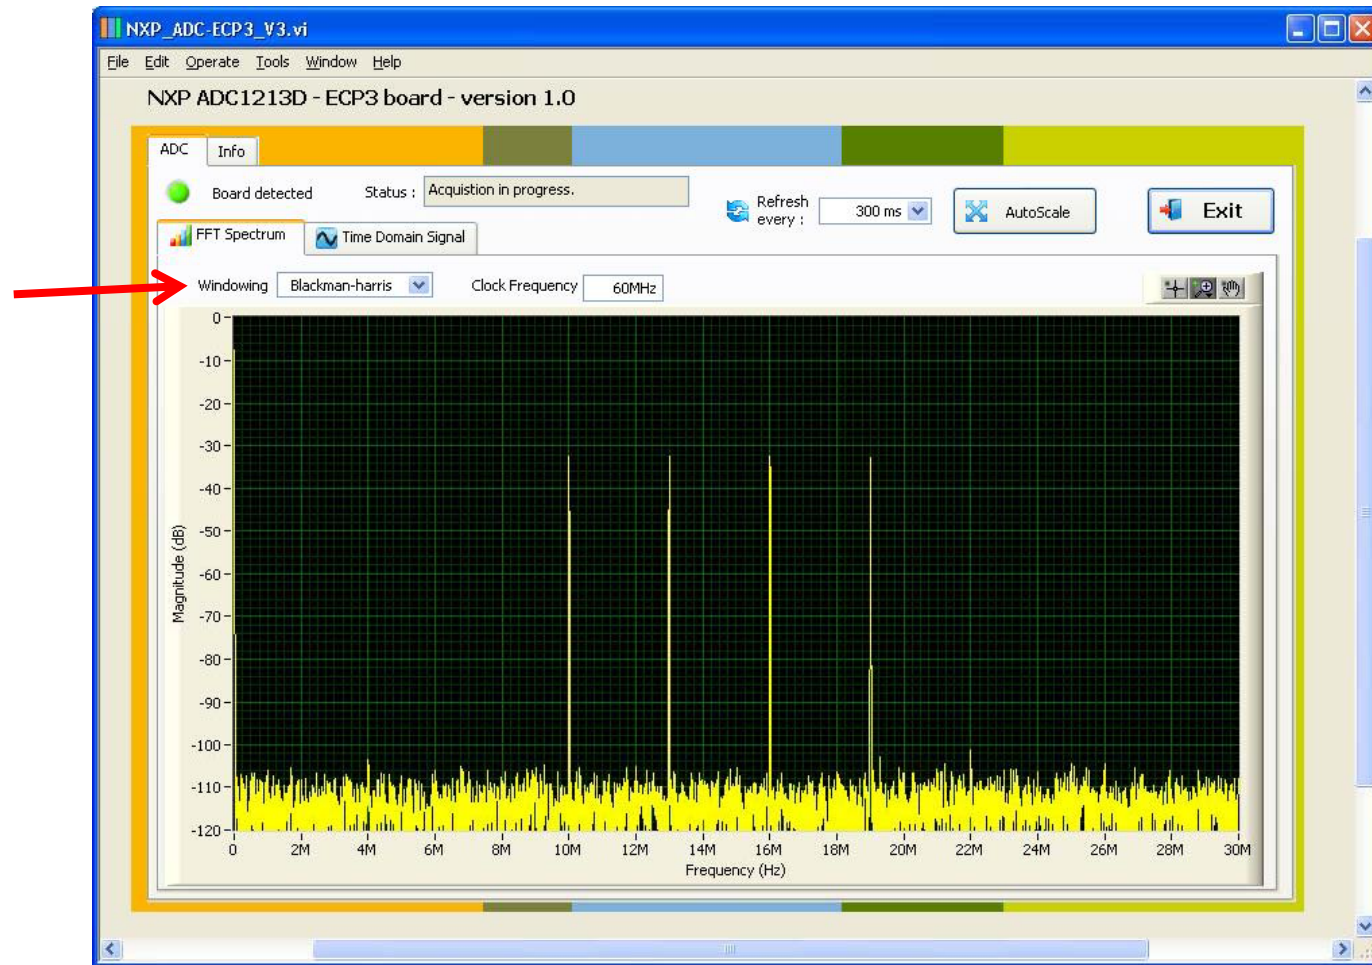 NXP_ADC-ECP3_V3.vi
File Edit Operate Tools Window Help
NXP ADC1213D - ECP3 board - version 1.0
ADC Info
Board detected Status : Acquistion in progress.
Refresh every : 300 ms AutoScale Exit
FFT Spectrum Time Domain Signal
Windowing Blackman-harris Clock Frequency 60MHz
0
-10
-20
-30
-40
-50
-60
-70
-80
-90
-100
-110
-120
Magnitude (dB)
0 2M 4M 6M 8M 10M 12M 14M 16M 18M 20M 22M 24M 26M 28M 30M
Frequency (Hz)